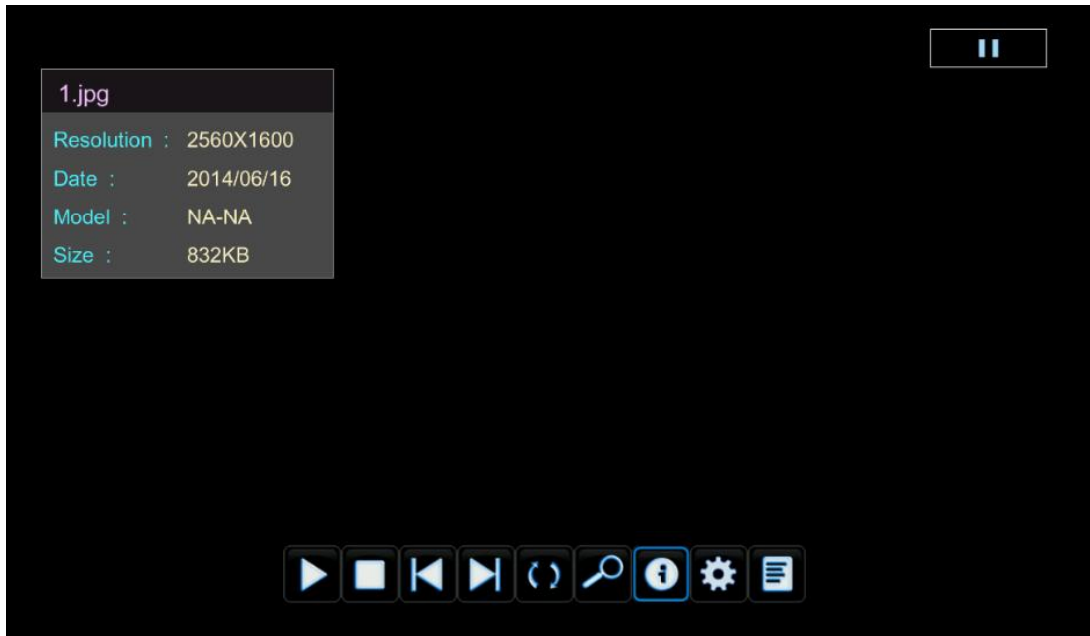 1.jpg
Resolution : 2560X1600
Date : 2014/06/16
Model : NA-NA
Size : 832KB